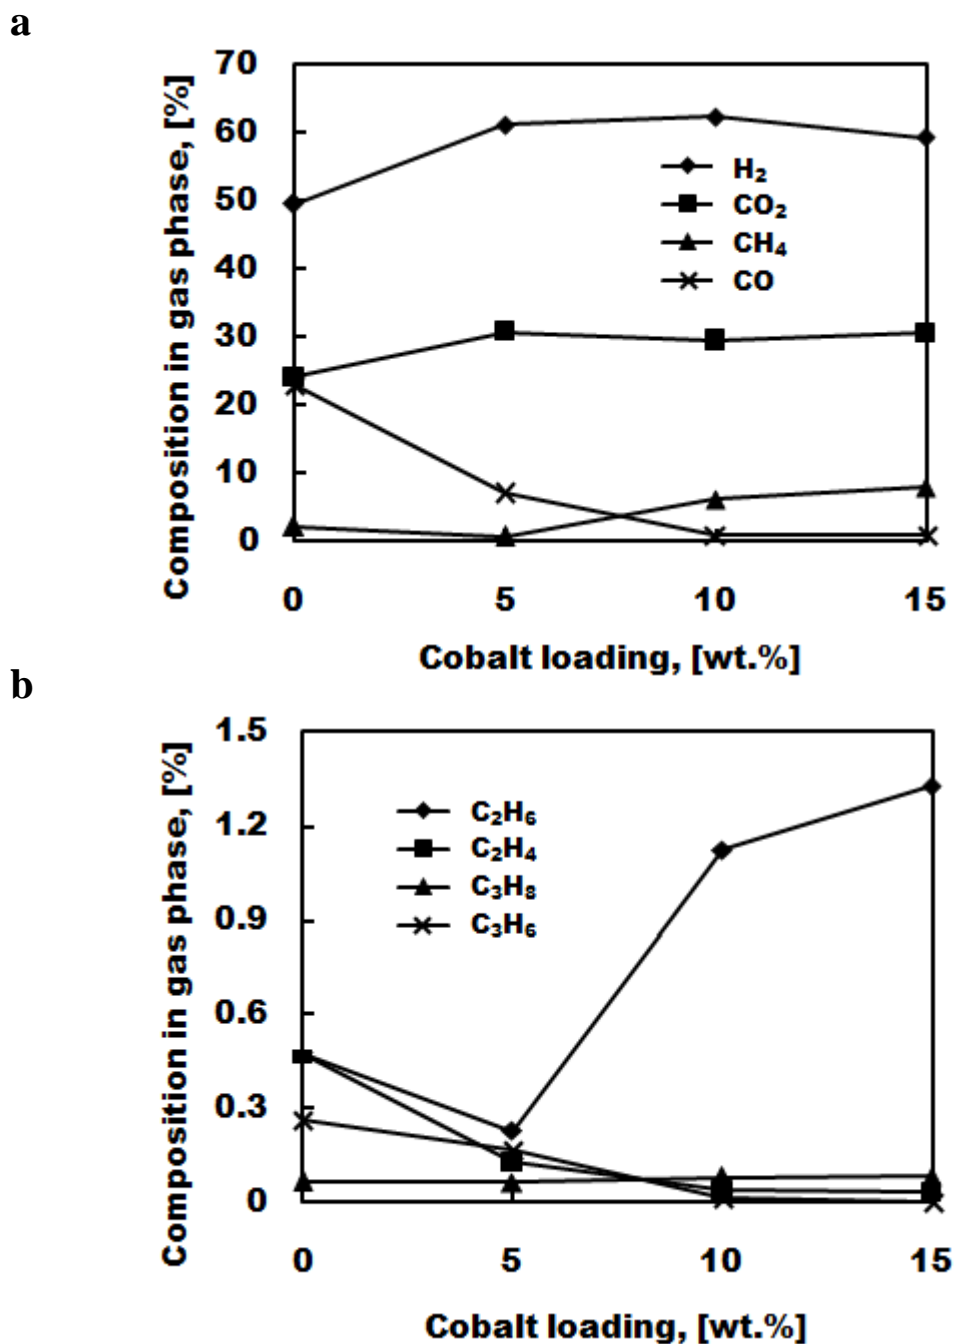 a
Composition in gas phase, [%]
70
60
50
40
30
20
10
0
H₂
CO₂
CH₄
CO
0 5 10 15
Cobalt loading, [wt.%]
b
Composition in gas phase, [%]
1.5
1.2
0.9
0.6
0.3
0
C₂H₆
C₂H₄
C₃H₈
C₃H₆
0 5 10 15
Cobalt loading, [wt.%]